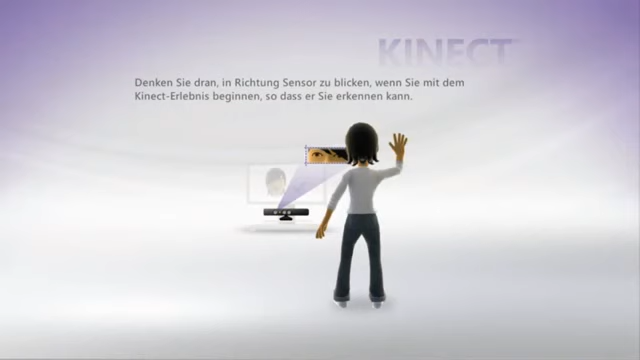 KINECT
Denken Sie dran, in Richtung Sensor zu blicken, wenn Sie mit dem
Kinect-Erlebnis beginnen, so dass er Sie erkennen kann.